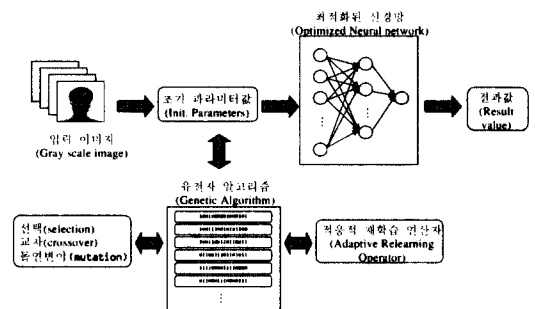 최적화된 신경망
(Optimized Neural network)
초기 파라미터값
(Init. Parameters)
결과값
(Result
value)
입력 이미지
(Gray scale image)
유전자 알고리즘
(Genetic Algorithm)
선택(selection)
교차(crossover)
돌연변이(mutation)
적응적 재학습 연산자
(Adaptive Relearning
Operator)